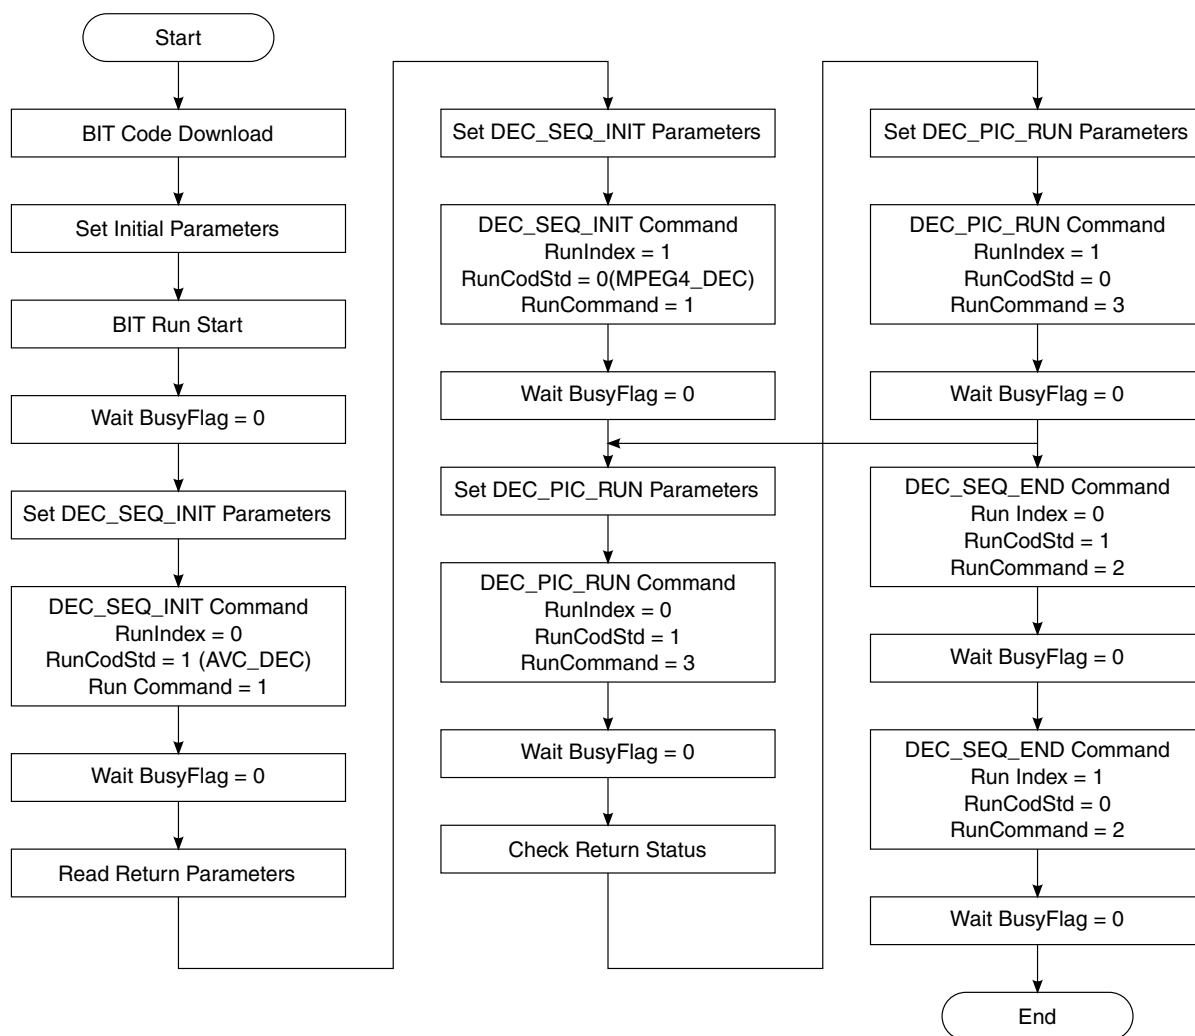 Start
BIT Code Download
Set Initial Parameters
BIT Run Start
Wait BusyFlag = 0
Set DEC_SEQ_INIT Parameters
DEC_SEQ_INIT Command
RunIndex = 0
RunCodStd = 1 (AVC_DEC)
Run Command = 1
Wait BusyFlag = 0
Read Return Parameters
Set DEC_SEQ_INIT Parameters
DEC_SEQ_INIT Command
RunIndex = 1
RunCodStd = 0(MPEG4_DEC)
RunCommand = 1
Wait BusyFlag = 0
Set DEC_PIC_RUN Parameters
DEC_PIC_RUN Command
RunIndex = 0
RunCodStd = 1
RunCommand = 3
Wait BusyFlag = 0
Check Return Status
Set DEC_PIC_RUN Parameters
DEC_PIC_RUN Command
RunIndex = 1
RunCodStd = 0
RunCommand = 3
Wait BusyFlag = 0
DEC_SEQ_END Command
Run Index = 0
RunCodStd = 1
RunCommand = 2
Wait BusyFlag = 0
DEC_SEQ_END Command
Run Index = 1
RunCodStd = 0
RunCommand = 2
Wait BusyFlag = 0
End